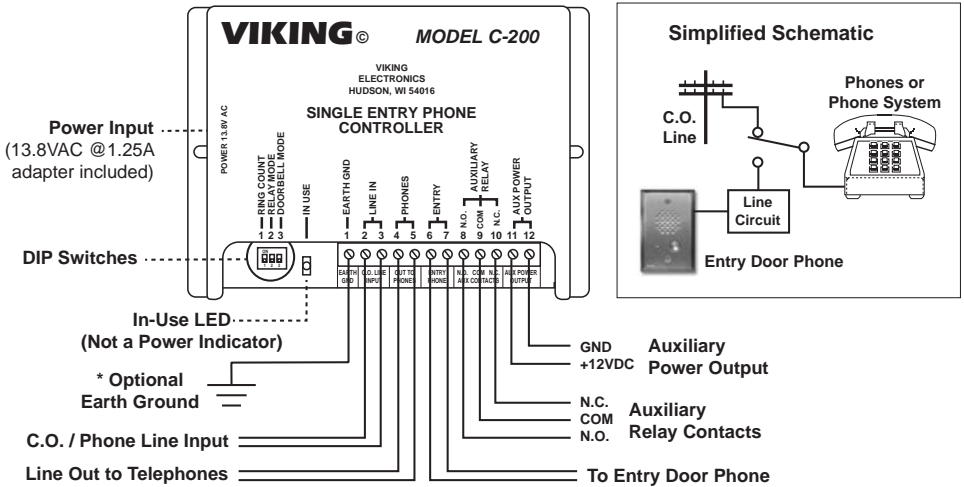 VIKING© MODEL C-200
VIKING
ELECTRONICS
HUDSON, WI 54016
SINGLE ENTRY PHONE
CONTROLLER
POWER 13.8V AC
Power Input
(13.8VAC @1.25A
adapter included)
RING COUNT
RELAY MODE
DOORBELL MODE
1 2 3
IN USE
EARTH GND
LINE IN
PHONES
ENTRY
AUXILIARY
RELAY
N.O.
COM
N.C.
AUX POWER
OUTPUT
1 2 3 4 5 6 7 8 9 10 11 12
DIP Switches
ON
1 2 3
EARTH
GND
C.O. LINE
INPUT
OUT TO
PHONES
ENTRY
PHONE
N.O. COM N.C.
AUX CONTACTS
AUX POWER
OUTPUT
In-Use LED
(Not a Power Indicator)
* Optional
Earth Ground
C.O. / Phone Line Input
Line Out to Telephones
GND
+12VDC
Auxiliary
Power Output
N.C.
COM
N.O.
Auxiliary
Relay Contacts
To Entry Door Phone
Simplified Schematic
C.O.
Line
Phones or
Phone System
Line
Circuit
Entry Door Phone